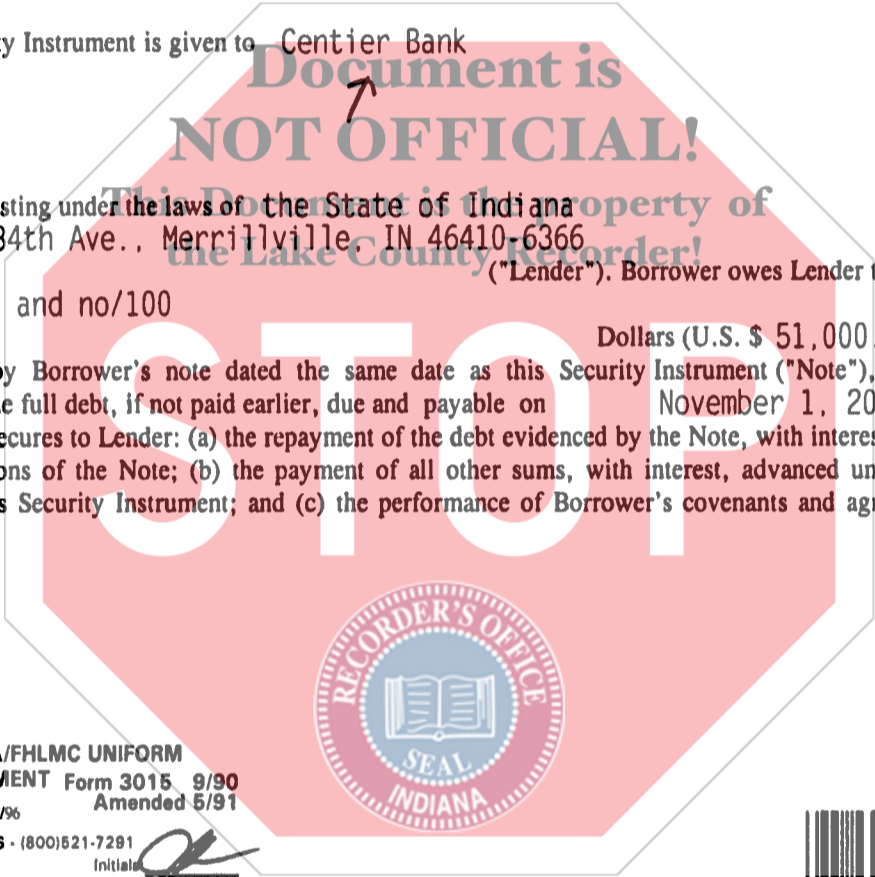 y Instrument is given to Centier Bank
Document is
NOT OFFICIAL!
sting under the laws of the State of Indiana
This Document is the property of
34th Ave., Merrillville, IN 46410-6366
the Lake County Recorder!
("Lender"). Borrower owes Lender t
and no/100
Dollars (U.S. $ 51,000
by Borrower's note dated the same date as this Security Instrument ("Note"),
e full debt, if not paid earlier, due and payable on November 1, 20
ecures to Lender: (a) the repayment of the debt evidenced by the Note, with interes
ons of the Note; (b) the payment of all other sums, with interest, advanced un
s Security Instrument; and (c) the performance of Borrower's covenants and agr
STOP
RECORDER'S OFFICE
SEAL
INDIANA
/FHLMC UNIFORM
MENT Form 3015 9/90
Amended 5/91
/96
S - (800)521-7291
Initials